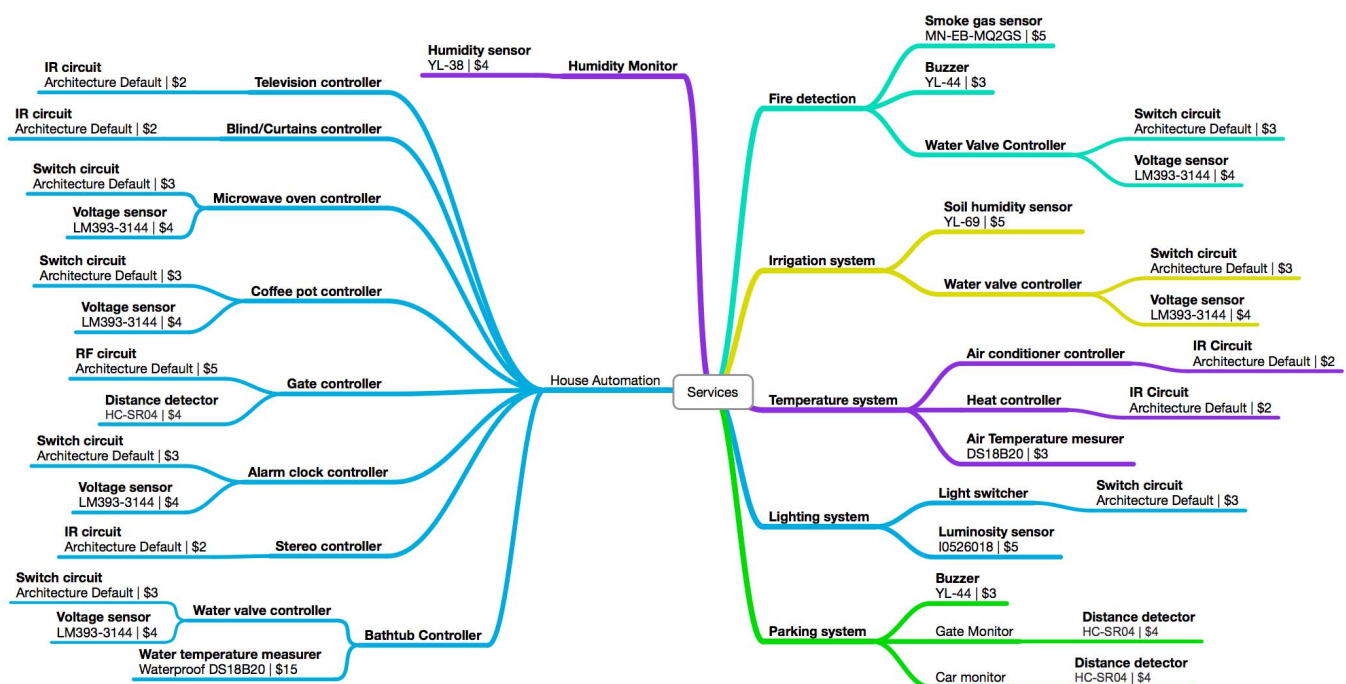 Humidity sensor
YL-38 | $4
Humidity Monitor
IR circuit
Architecture Default | $2
Television controller
IR circuit
Architecture Default | $2
Blind/Curtains controller
Switch circuit
Architecture Default | $3
Voltage sensor
LM393-3144 | $4
Microwave oven controller
Switch circuit
Architecture Default | $3
Voltage sensor
LM393-3144 | $4
Coffee pot controller
RF circuit
Architecture Default | $5
Distance detector
HC-SR04 | $4
Gate controller
Switch circuit
Architecture Default | $3
Voltage sensor
LM393-3144 | $4
Alarm clock controller
IR circuit
Architecture Default | $2
Stereo controller
Switch circuit
Architecture Default | $3
Voltage sensor
LM393-3144 | $4
Water valve controller
Water temperature measurer
Waterproof DS18B20 | $15
Bathtub Controller
House Automation
Services
Fire detection
Smoke gas sensor
MN-EB-MQ2GS | $5
Buzzer
YL-44 | $3
Water Valve Controller
Switch circuit
Architecture Default | $3
Voltage sensor
LM393-3144 | $4
Irrigation system
Soil humidity sensor
YL-69 | $5
Water valve controller
Switch circuit
Architecture Default | $3
Voltage sensor
LM393-3144 | $4
Temperature system
Air conditioner controller
IR Circuit
Architecture Default | $2
Heat controller
IR Circuit
Architecture Default | $2
Air Temperature mesurer
DS18B20 | $3
Lighting system
Light switcher
Switch circuit
Architecture Default | $3
Luminosity sensor
I0526018 | $5
Parking system
Buzzer
YL-44 | $3
Gate Monitor
Distance detector
HC-SR04 | $4
Car monitor
Distance detector
HC-SR04 | $4